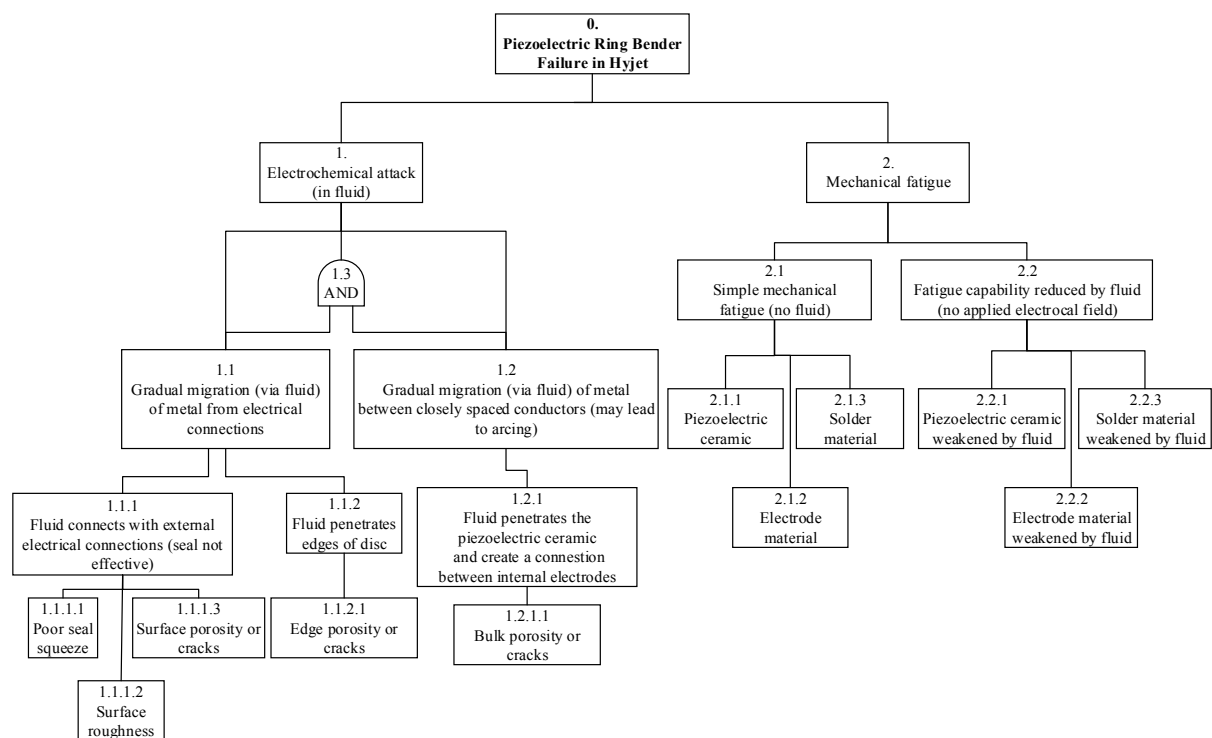 0.
Piezoelectric Ring Bender
Failure in Hyjet
1.
Electrochemical attack
(in fluid)
2.
Mechanical fatigue
1.3
AND
2.1
Simple mechanical
fatigue (no fluid)
2.2
Fatigue capability reduced by fluid
(no applied electrocal field)
1.1
Gradual migration (via fluid)
of metal from electrical
connections
1.2
Gradual migration (via fluid) of metal
between closely spaced conductors (may lead
to arcing)
2.1.1
Piezoelectric
ceramic
2.1.3
Solder
material
2.2.1
Piezoelectric ceramic
weakened by fluid
2.2.3
Solder material
weakened by fluid
1.1.1
Fluid connects with external
electrical connections (seal not
effective)
1.1.2
Fluid penetrates
edges of disc
1.2.1
Fluid penetrates the
piezoelectric ceramic
and create a connestion
between internal electrodes
2.1.2
Electrode
material
2.2.2
Electrode material
weakened by fluid
1.1.1.1
Poor seal
squeeze
1.1.1.3
Surface porosity or
cracks
1.1.2.1
Edge porosity or
cracks
1.2.1.1
Bulk porosity or
cracks
1.1.1.2
Surface
roughness